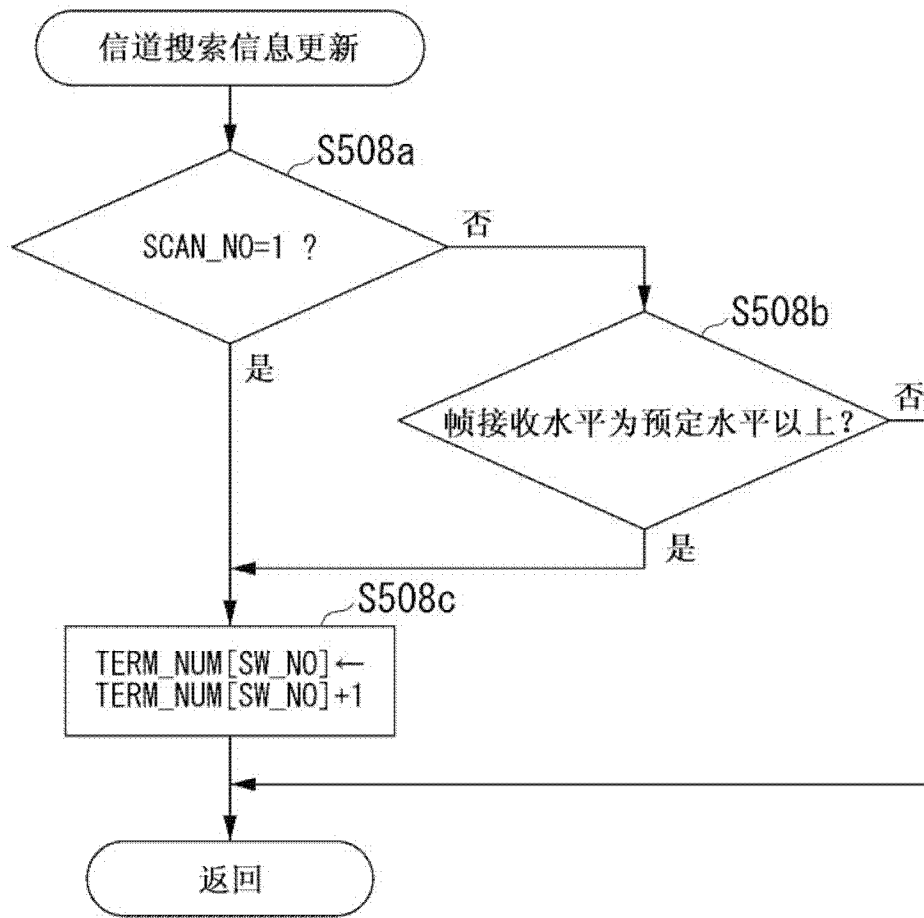 信道搜索信息更新
S508a
SCAN_NO=1 ?
否
是
S508b
帧接收水平为预定水平以上?
否
是
S508c
TERM_NUM[SW_NO]←
TERM_NUM[SW_NO]+1
返回